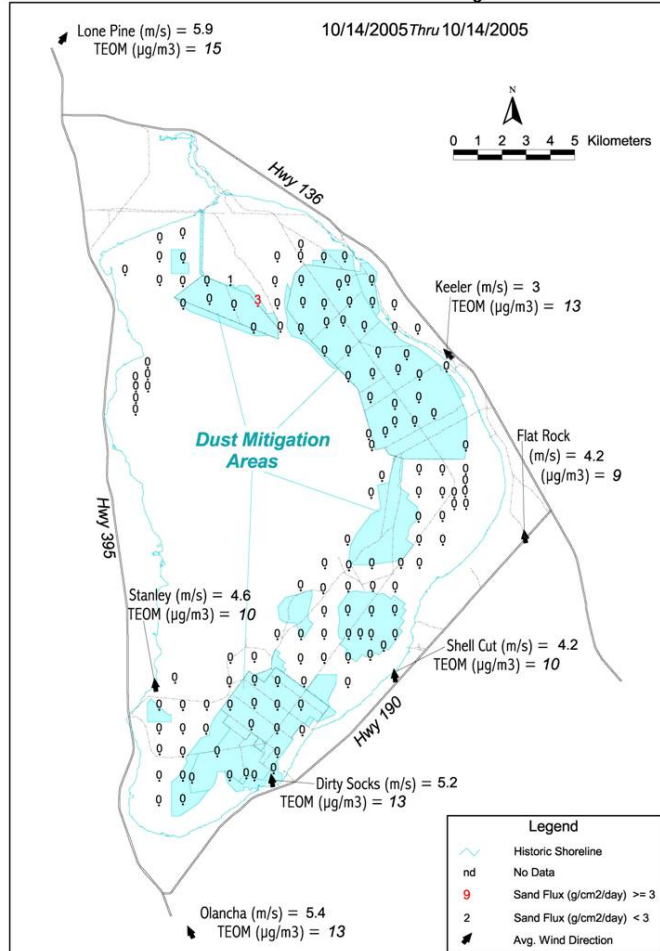 10/14/2005 Thru 10/14/2005
Lone Pine (m/s) = 5.9
TEOM (µg/m3) = 15
N
0 1 2 3 4 5 Kilometers
Hwy 136
Keeler (m/s) = 3
TEOM (µg/m3) = 13
1
3
Dust Mitigation
Areas
Flat Rock
(m/s) = 4.2
(µg/m3) = 9
Hwy 395
Stanley (m/s) = 4.6
TEOM (µg/m3) = 10
Shell Cut (m/s) = 4.2
TEOM (µg/m3) = 10
Hwy 190
Dirty Socks (m/s) = 5.2
TEOM (µg/m3) = 13
Olancha (m/s) = 5.4
TEOM (µg/m3) = 13
Legend
Historic Shoreline
nd No Data
9 Sand Flux (g/cm2/day) >= 3
2 Sand Flux (g/cm2/day) < 3
Avg. Wind Direction